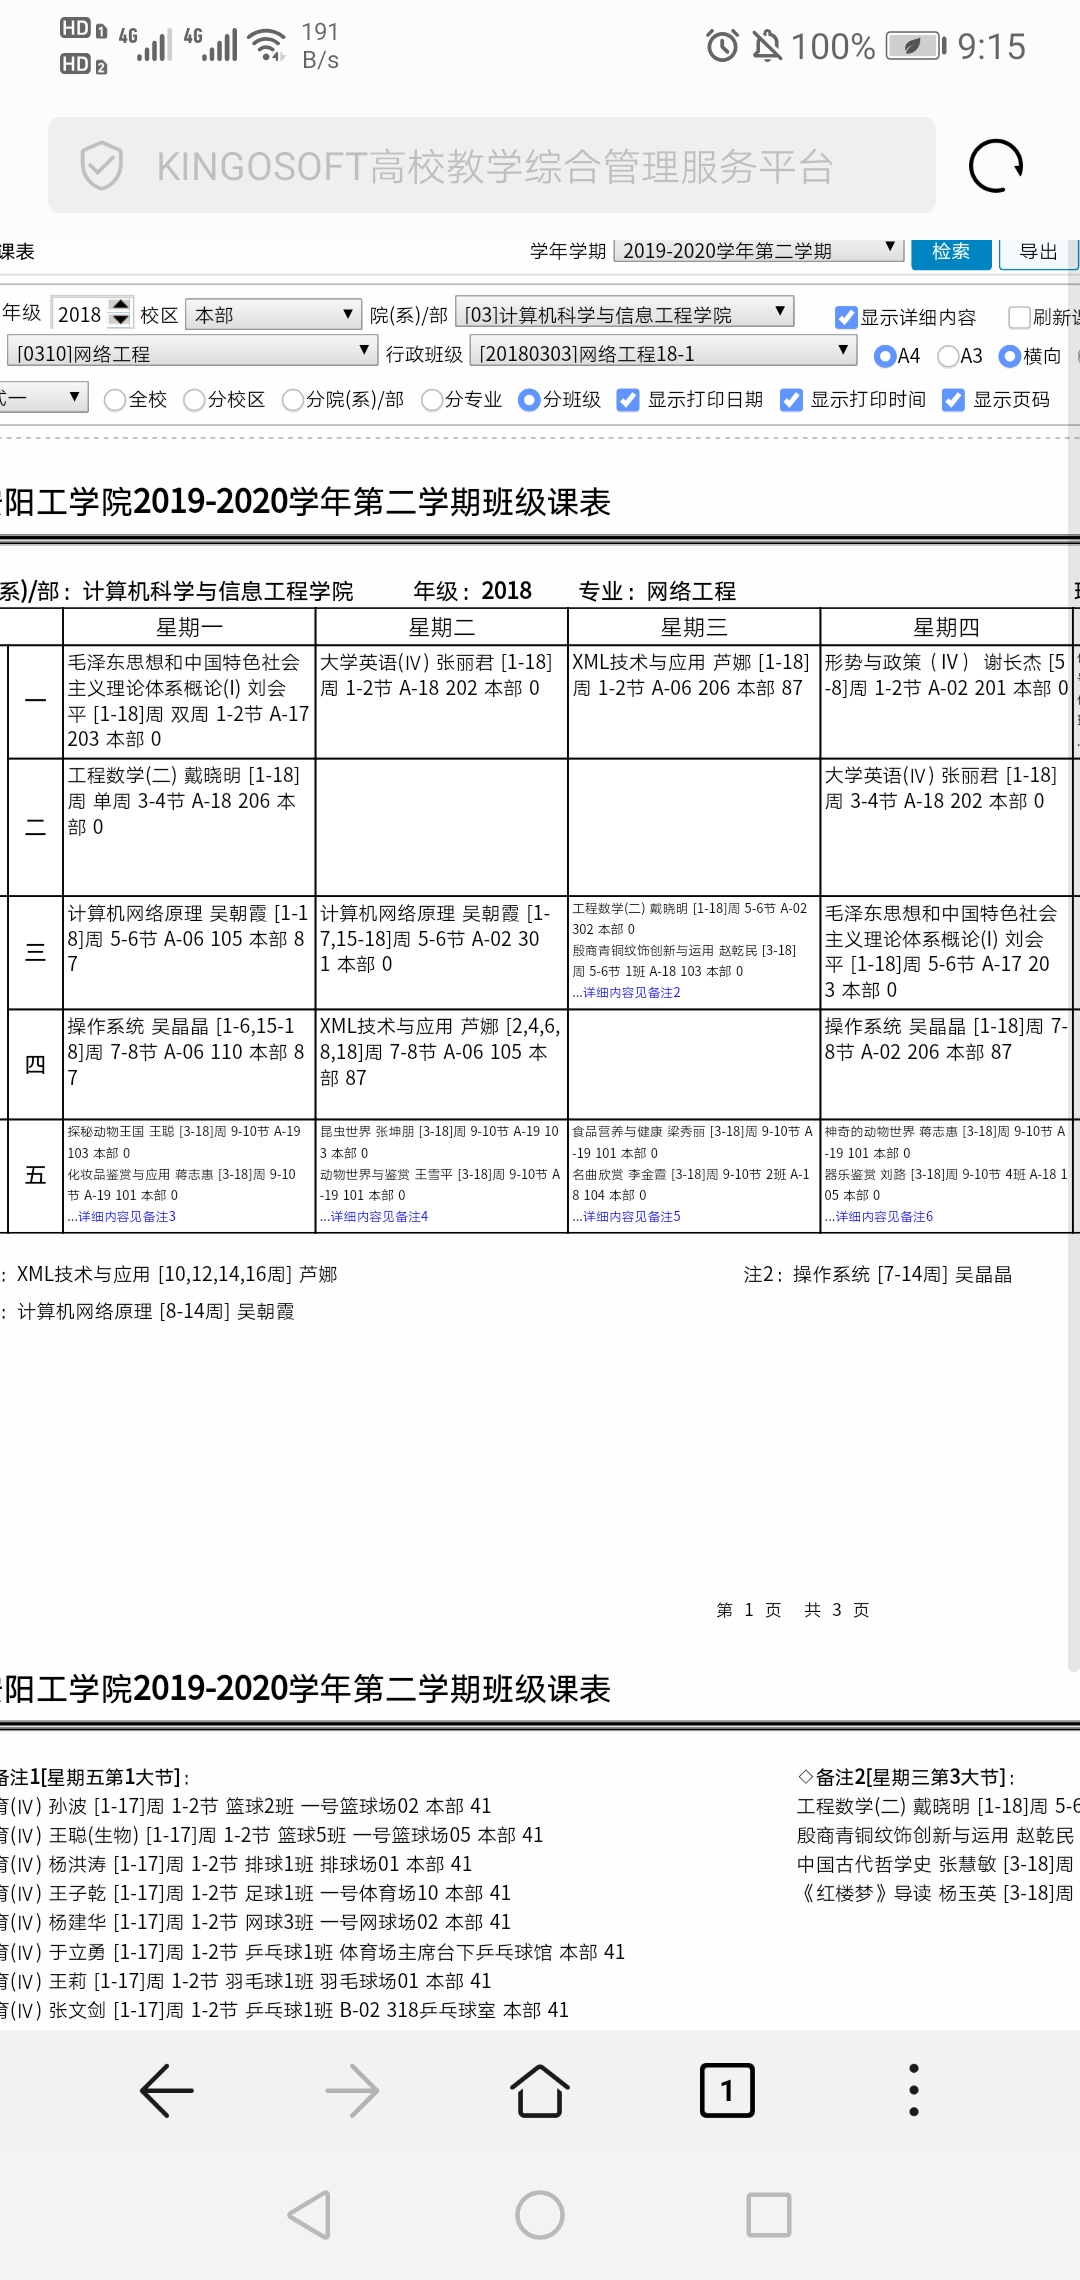 HD 1 4G 4G 191 B/s 100% 9:15
HD 2
KINGOSOFT高校教学综合管理服务平台
课表 学年学期 2019-2020学年第二学期 检索 导出
年级 2018 校区 本部 院(系)/部 [03]计算机科学与信息工程学院 显示详细内容 刷新
[0310]网络工程 行政班级 [20180303]网络工程18-1 A4 A3 横向
式一 全校 分校区 分院(系)/部 分专业 分班级 显示打印日期 显示打印时间 显示页码
阳工学院2019-2020学年第二学期班级课表
系)/部: 计算机科学与信息工程学院 年级: 2018 专业: 网络工程
星期一 星期二 星期三 星期四
一
毛泽东思想和中国特色社会
主义理论体系概论(I) 刘会
平 [1-18]周 双周 1-2节 A-17
203 本部 0
大学英语(IV) 张丽君 [1-18]
周 1-2节 A-18 202 本部 0
XML技术与应用 芦娜 [1-18]
周 1-2节 A-06 206 本部 87
形势与政策 (IV) 谢长杰 [5
-8]周 1-2节 A-02 201 本部 0
二
工程数学(二) 戴晓明 [1-18]
周 单周 3-4节 A-18 206 本
部 0
大学英语(IV) 张丽君 [1-18]
周 3-4节 A-18 202 本部 0
三
计算机网络原理 吴朝霞 [1-1
8]周 5-6节 A-06 105 本部 8
7
计算机网络原理 吴朝霞 [1-
7,15-18]周 5-6节 A-02 30
1 本部 0
工程数学(二) 戴晓明 [1-18]周 5-6节 A-02
302 本部 0
殷商青铜纹饰创新与运用 赵乾民 [3-18]
周 5-6节 1班 A-18 103 本部 0
...详细内容见备注2
毛泽东思想和中国特色社会
主义理论体系概论(I) 刘会
平 [1-18]周 5-6节 A-17 20
3 本部 0
四
操作系统 吴晶晶 [1-6,15-1
8]周 7-8节 A-06 110 本部 8
7
XML技术与应用 芦娜 [2,4,6,
8,18]周 7-8节 A-06 105 本
部 87
操作系统 吴晶晶 [1-18]周 7-
8节 A-02 206 本部 87
五
探秘动物王国 王聪 [3-18]周 9-10节 A-19
103 本部 0
化妆品鉴赏与应用 蒋志惠 [3-18]周 9-10
节 A-19 101 本部 0
...详细内容见备注3
昆虫世界 张坤朋 [3-18]周 9-10节 A-19 10
3 本部 0
动物世界与鉴赏 王雪平 [3-18]周 9-10节 A
-19 101 本部 0
...详细内容见备注4
食品营养与健康 梁秀丽 [3-18]周 9-10节 A
-19 101 本部 0
名曲欣赏 李金霞 [3-18]周 9-10节 2班 A-1
8 104 本部 0
...详细内容见备注5
神奇的动物世界 蒋志惠 [3-18]周 9-10节 A
-19 101 本部 0
器乐鉴赏 刘路 [3-18]周 9-10节 4班 A-18 1
05 本部 0
...详细内容见备注6
: XML技术与应用 [10,12,14,16周] 芦娜 注2: 操作系统 [7-14周] 吴晶晶
: 计算机网络原理 [8-14周] 吴朝霞
第 1 页 共 3 页
阳工学院2019-2020学年第二学期班级课表
备注1[星期五第1大节]: ◇备注2[星期三第3大节]:
育(IV) 孙波 [1-17]周 1-2节 篮球2班 一号篮球场02 本部 41 工程数学(二) 戴晓明 [1-18]周 5-6
育(IV) 王聪(生物) [1-17]周 1-2节 篮球5班 一号篮球场05 本部 41 殷商青铜纹饰创新与运用 赵乾民
育(IV) 杨洪涛 [1-17]周 1-2节 排球1班 排球场01 本部 41 中国古代哲学史 张慧敏 [3-18]周
育(IV) 王子乾 [1-17]周 1-2节 足球1班 一号体育场10 本部 41 《红楼梦》导读 杨玉英 [3-18]周
育(IV) 杨建华 [1-17]周 1-2节 网球3班 一号网球场02 本部 41
育(IV) 于立勇 [1-17]周 1-2节 乒乓球1班 体育场主席台下乒乓球馆 本部 41
育(IV) 王莉 [1-17]周 1-2节 羽毛球1班 羽毛球场01 本部 41
育(IV) 张文剑 [1-17]周 1-2节 乒乓球1班 B-02 318乒乓球室 本部 41
1